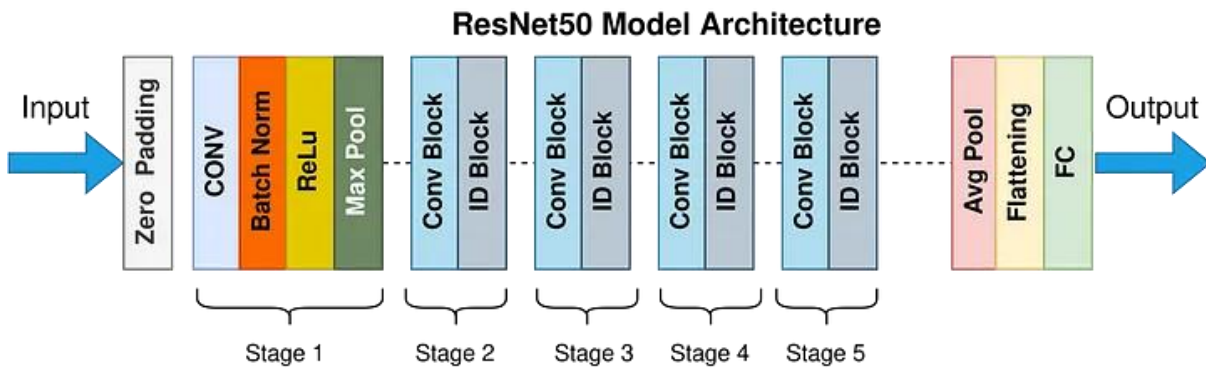 ResNet50 Model Architecture
Input
Zero Padding
CONV
Batch Norm
ReLu
Max Pool
Conv Block
ID Block
Conv Block
ID Block
Conv Block
ID Block
Conv Block
ID Block
Avg Pool
Flattening
FC
Output
Stage 1
Stage 2
Stage 3
Stage 4
Stage 5